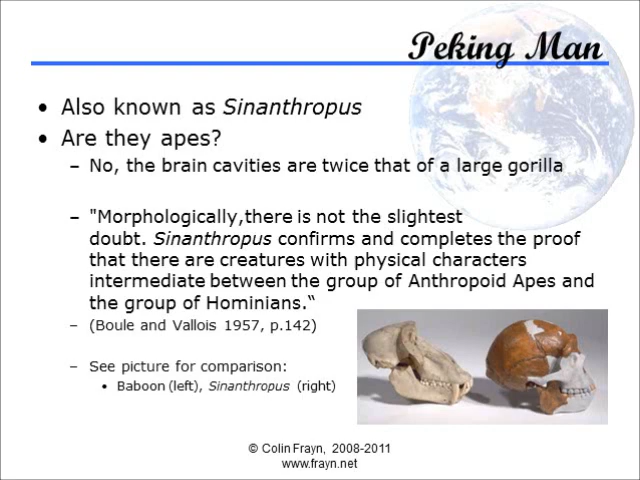 Peking Man
• Also known as Sinanthropus
• Are they apes?
– No, the brain cavities are twice that of a large gorilla
– "Morphologically,there is not the slightest
doubt. Sinanthropus confirms and completes the proof
that there are creatures with physical characters
intermediate between the group of Anthropoid Apes and
the group of Hominians.“
– (Boule and Vallois 1957, p.142)
– See picture for comparison:
• Baboon (left), Sinanthropus (right)
© Colin Frayn, 2008-2011
www.frayn.net